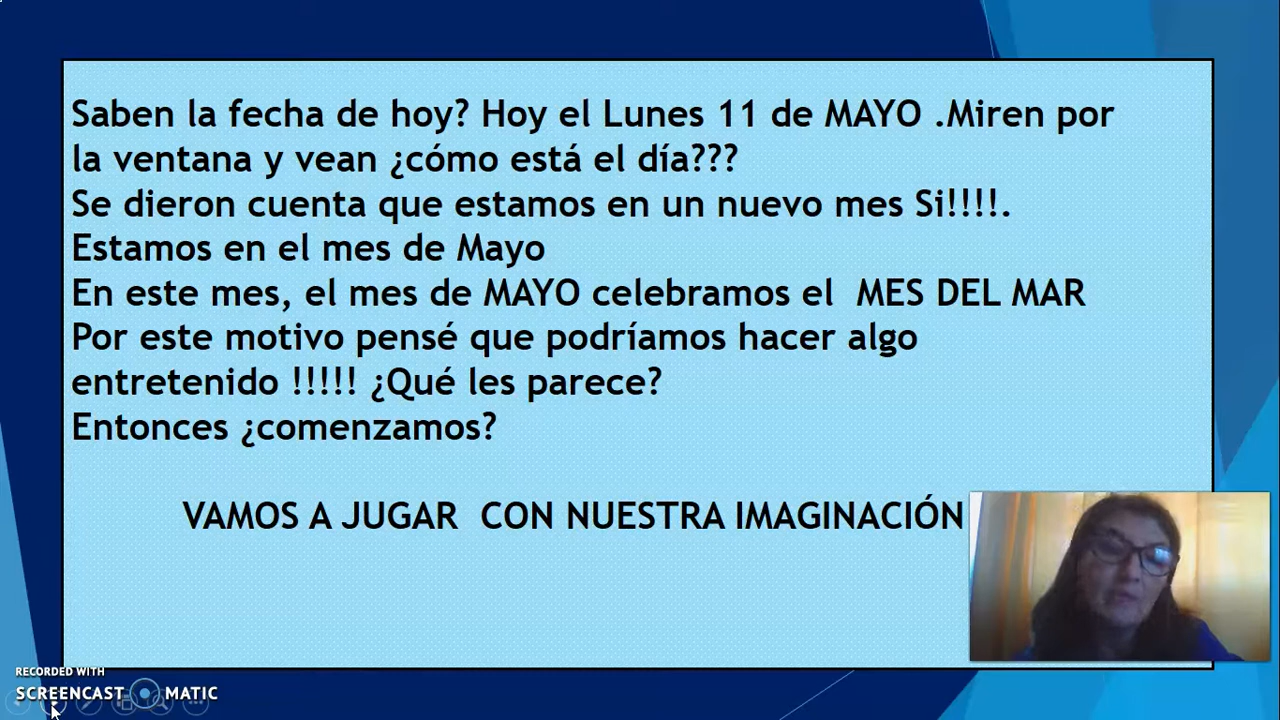 Saben la fecha de hoy? Hoy el Lunes 11 de MAYO .Miren por
la ventana y vean ¿cómo está el día???
Se dieron cuenta que estamos en un nuevo mes Si!!!!.
Estamos en el mes de Mayo
En este mes, el mes de MAYO celebramos el  MES DEL MAR
Por este motivo pensé que podríamos hacer algo
entretenido !!!!! ¿Qué les parece?
Entonces ¿comenzamos?
VAMOS A JUGAR  CON NUESTRA IMAGINACIÓN
RECORDED WITH
SCREENCAST MATIC